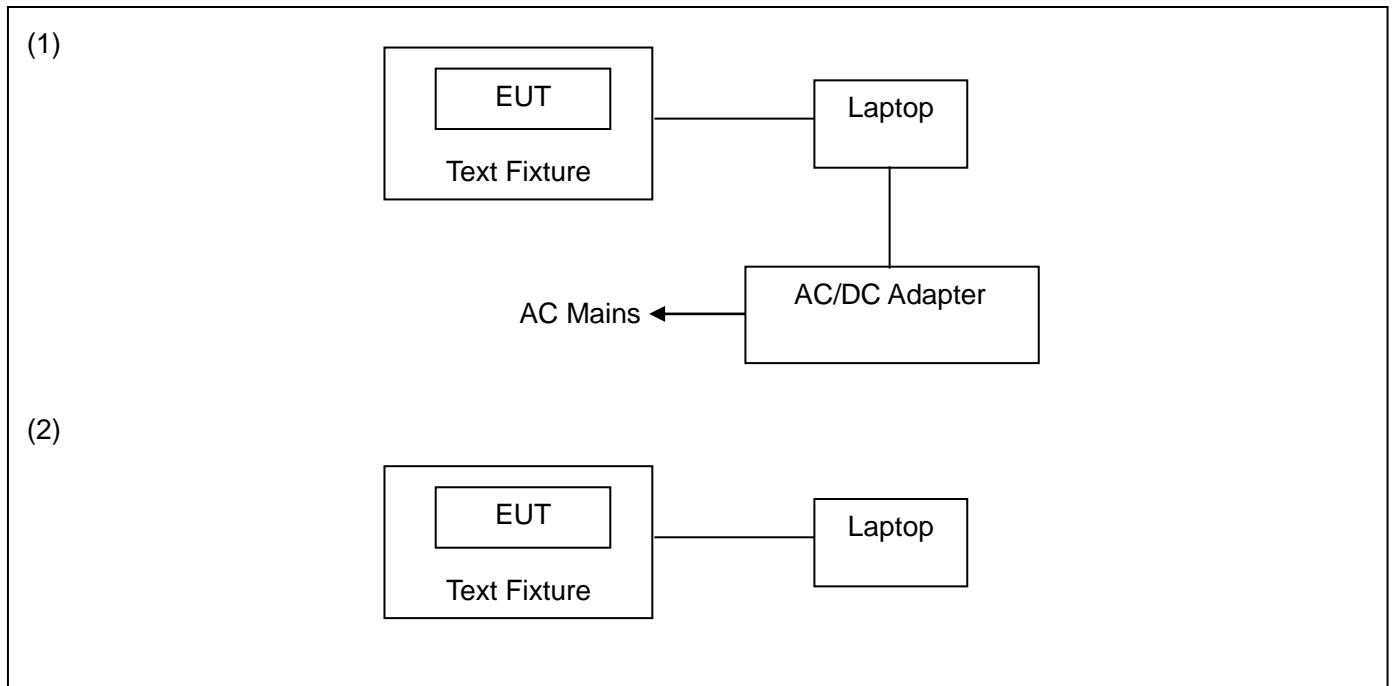 (1)
EUT
Laptop
Text Fixture
AC/DC Adapter
AC Mains
(2)
EUT
Laptop
Text Fixture